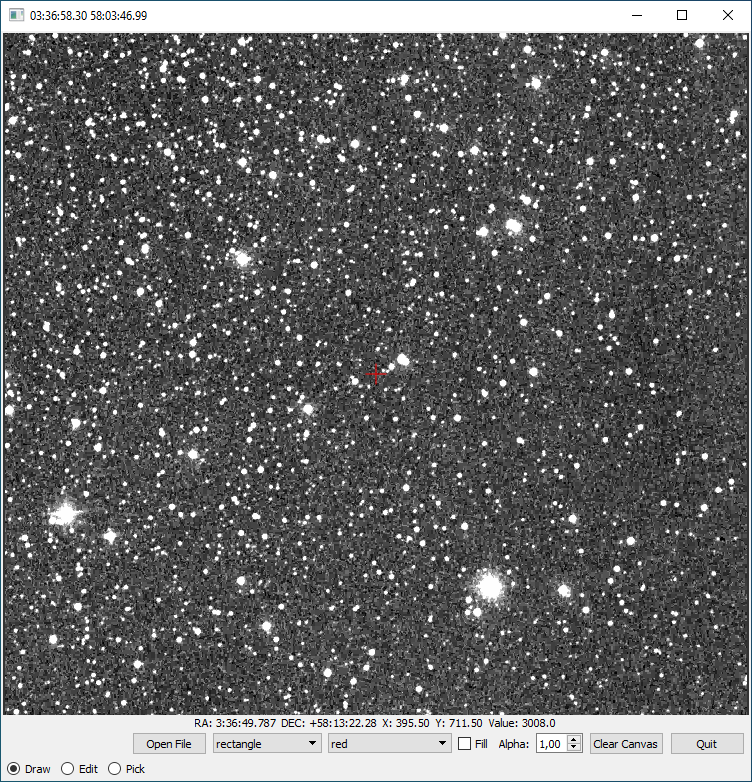 03:36:58.30 58:03:46.99
RA: 3:36:49.787 DEC: +58:13:22.28 X: 395.50 Y: 711.50 Value: 3008.0
Open File rectangle red Fill Alpha: 1,00 Clear Canvas Quit
Draw Edit Pick